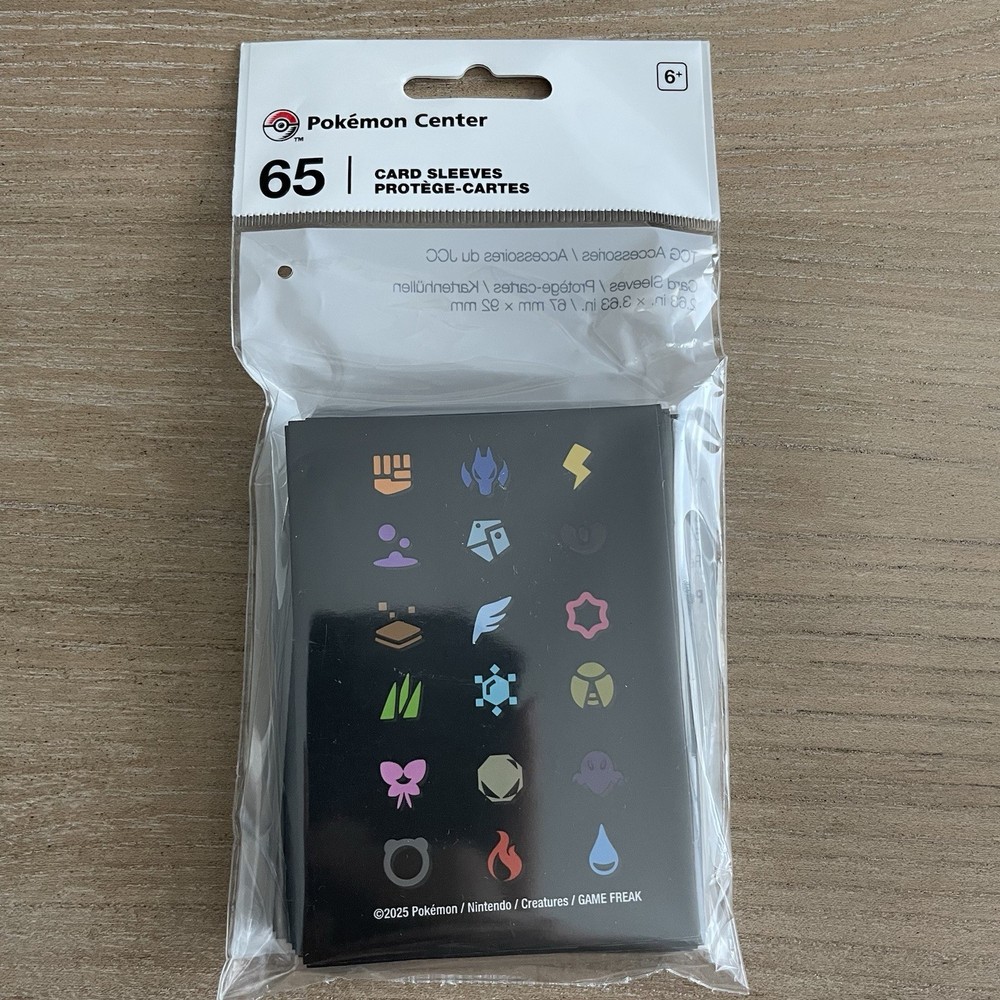 6+
Pokémon Center
TM
65
CARD SLEEVES
PROTÈGE-CARTES
TCG Accessories / Accessoires du JCC
Card Sleeves / Protège-cartes / Kartenhüllen
2.63 in. × 3.63 in. / 67 mm × 92 mm
©2025 Pokémon / Nintendo / Creatures / GAME FREAK